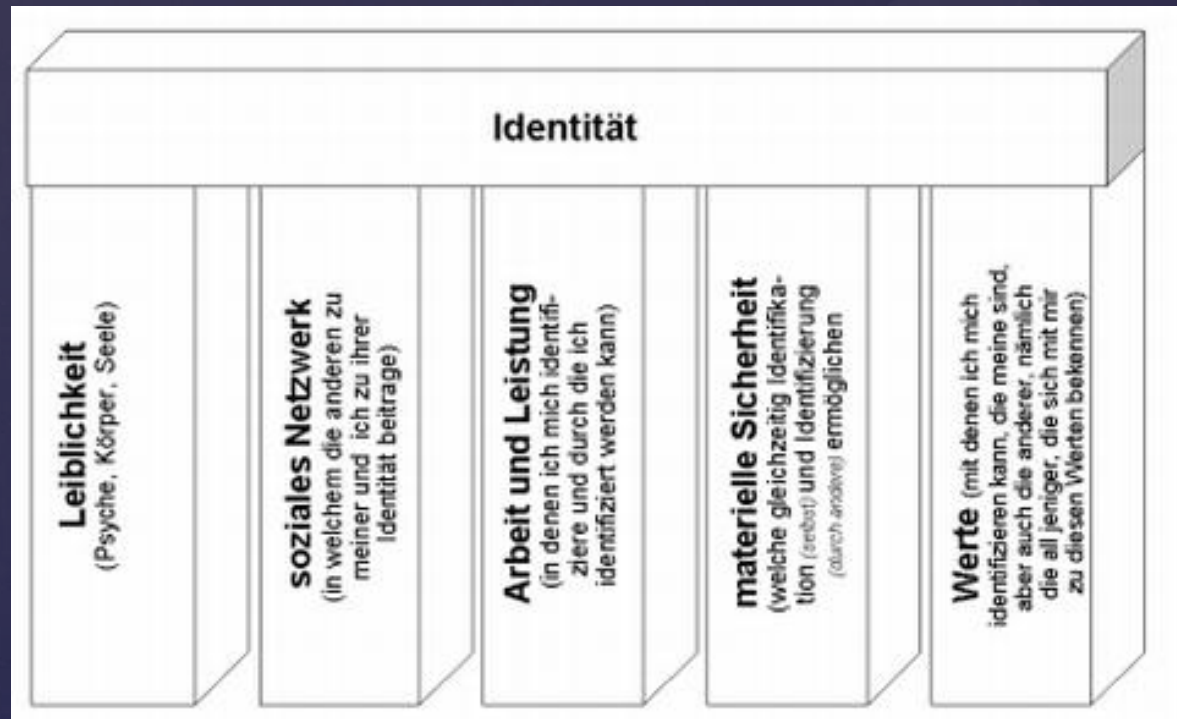 Identität
Leiblichkeit
(Psyche, Körper, Seele)
soziales Netzwerk
(in welchem die anderen zu
meiner und ich zu ihrer
Identität beitrage)
Arbeit und Leistung
(in denen ich mich identifi-
ziere und durch die ich
identifiziert werden kann)
materielle Sicherheit
(welche gleichzeitig Identifika-
tion (selbst) und Identifizierung
(durch andere) ermöglichen
Werte (mit denen ich mich
identifizieren kann, die meine sind,
aber auch die anderer, nämlich
die all jeniger, die sich mit mir
zu diesen Werten bekennen)